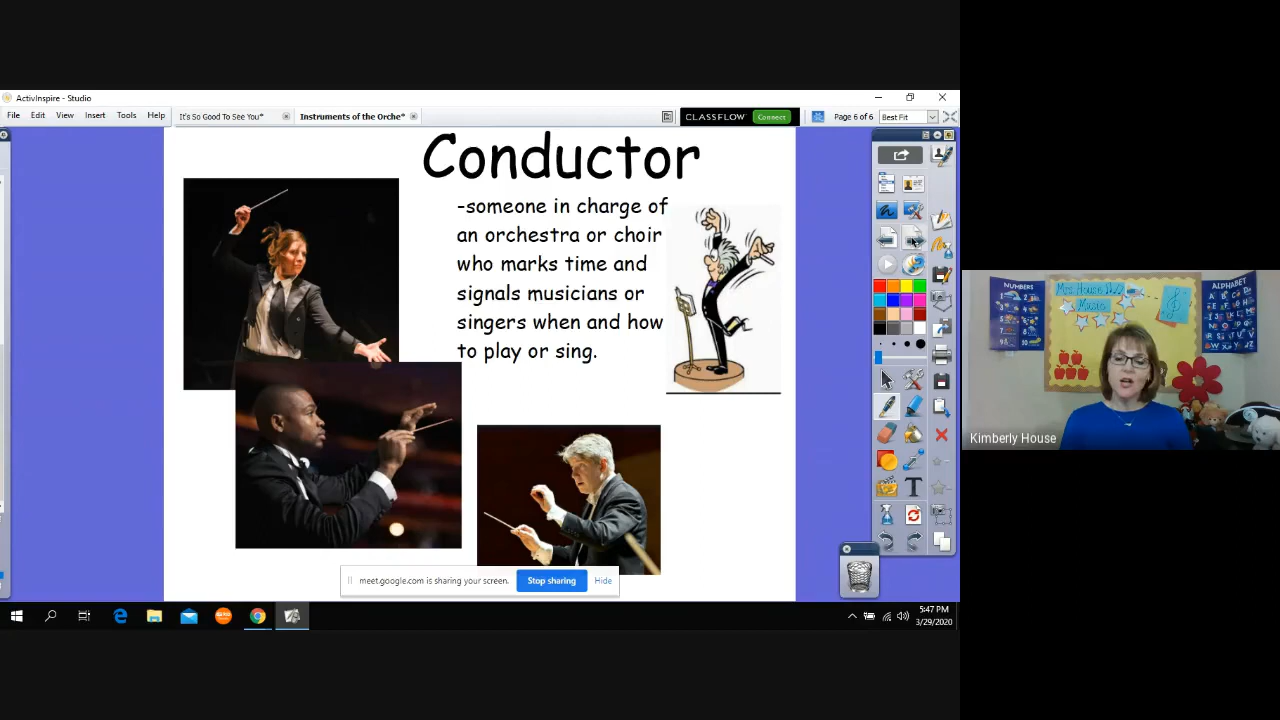 ActivInspire - Studio
File Edit View Insert Tools Help
It's So Good To See You*
Instruments of the Orche*
CLASSFLOW Connect
Page 6 of 6
Best Fit
Conductor
-someone in charge of
an orchestra or choir
who marks time and
signals musicians or
singers when and how
to play or sing.
meet.google.com is sharing your screen.
Stop sharing
Hide
5:47 PM
3/29/2020
NUMBERS
Mrs. House
Music
ALPHABET
Kimberly House